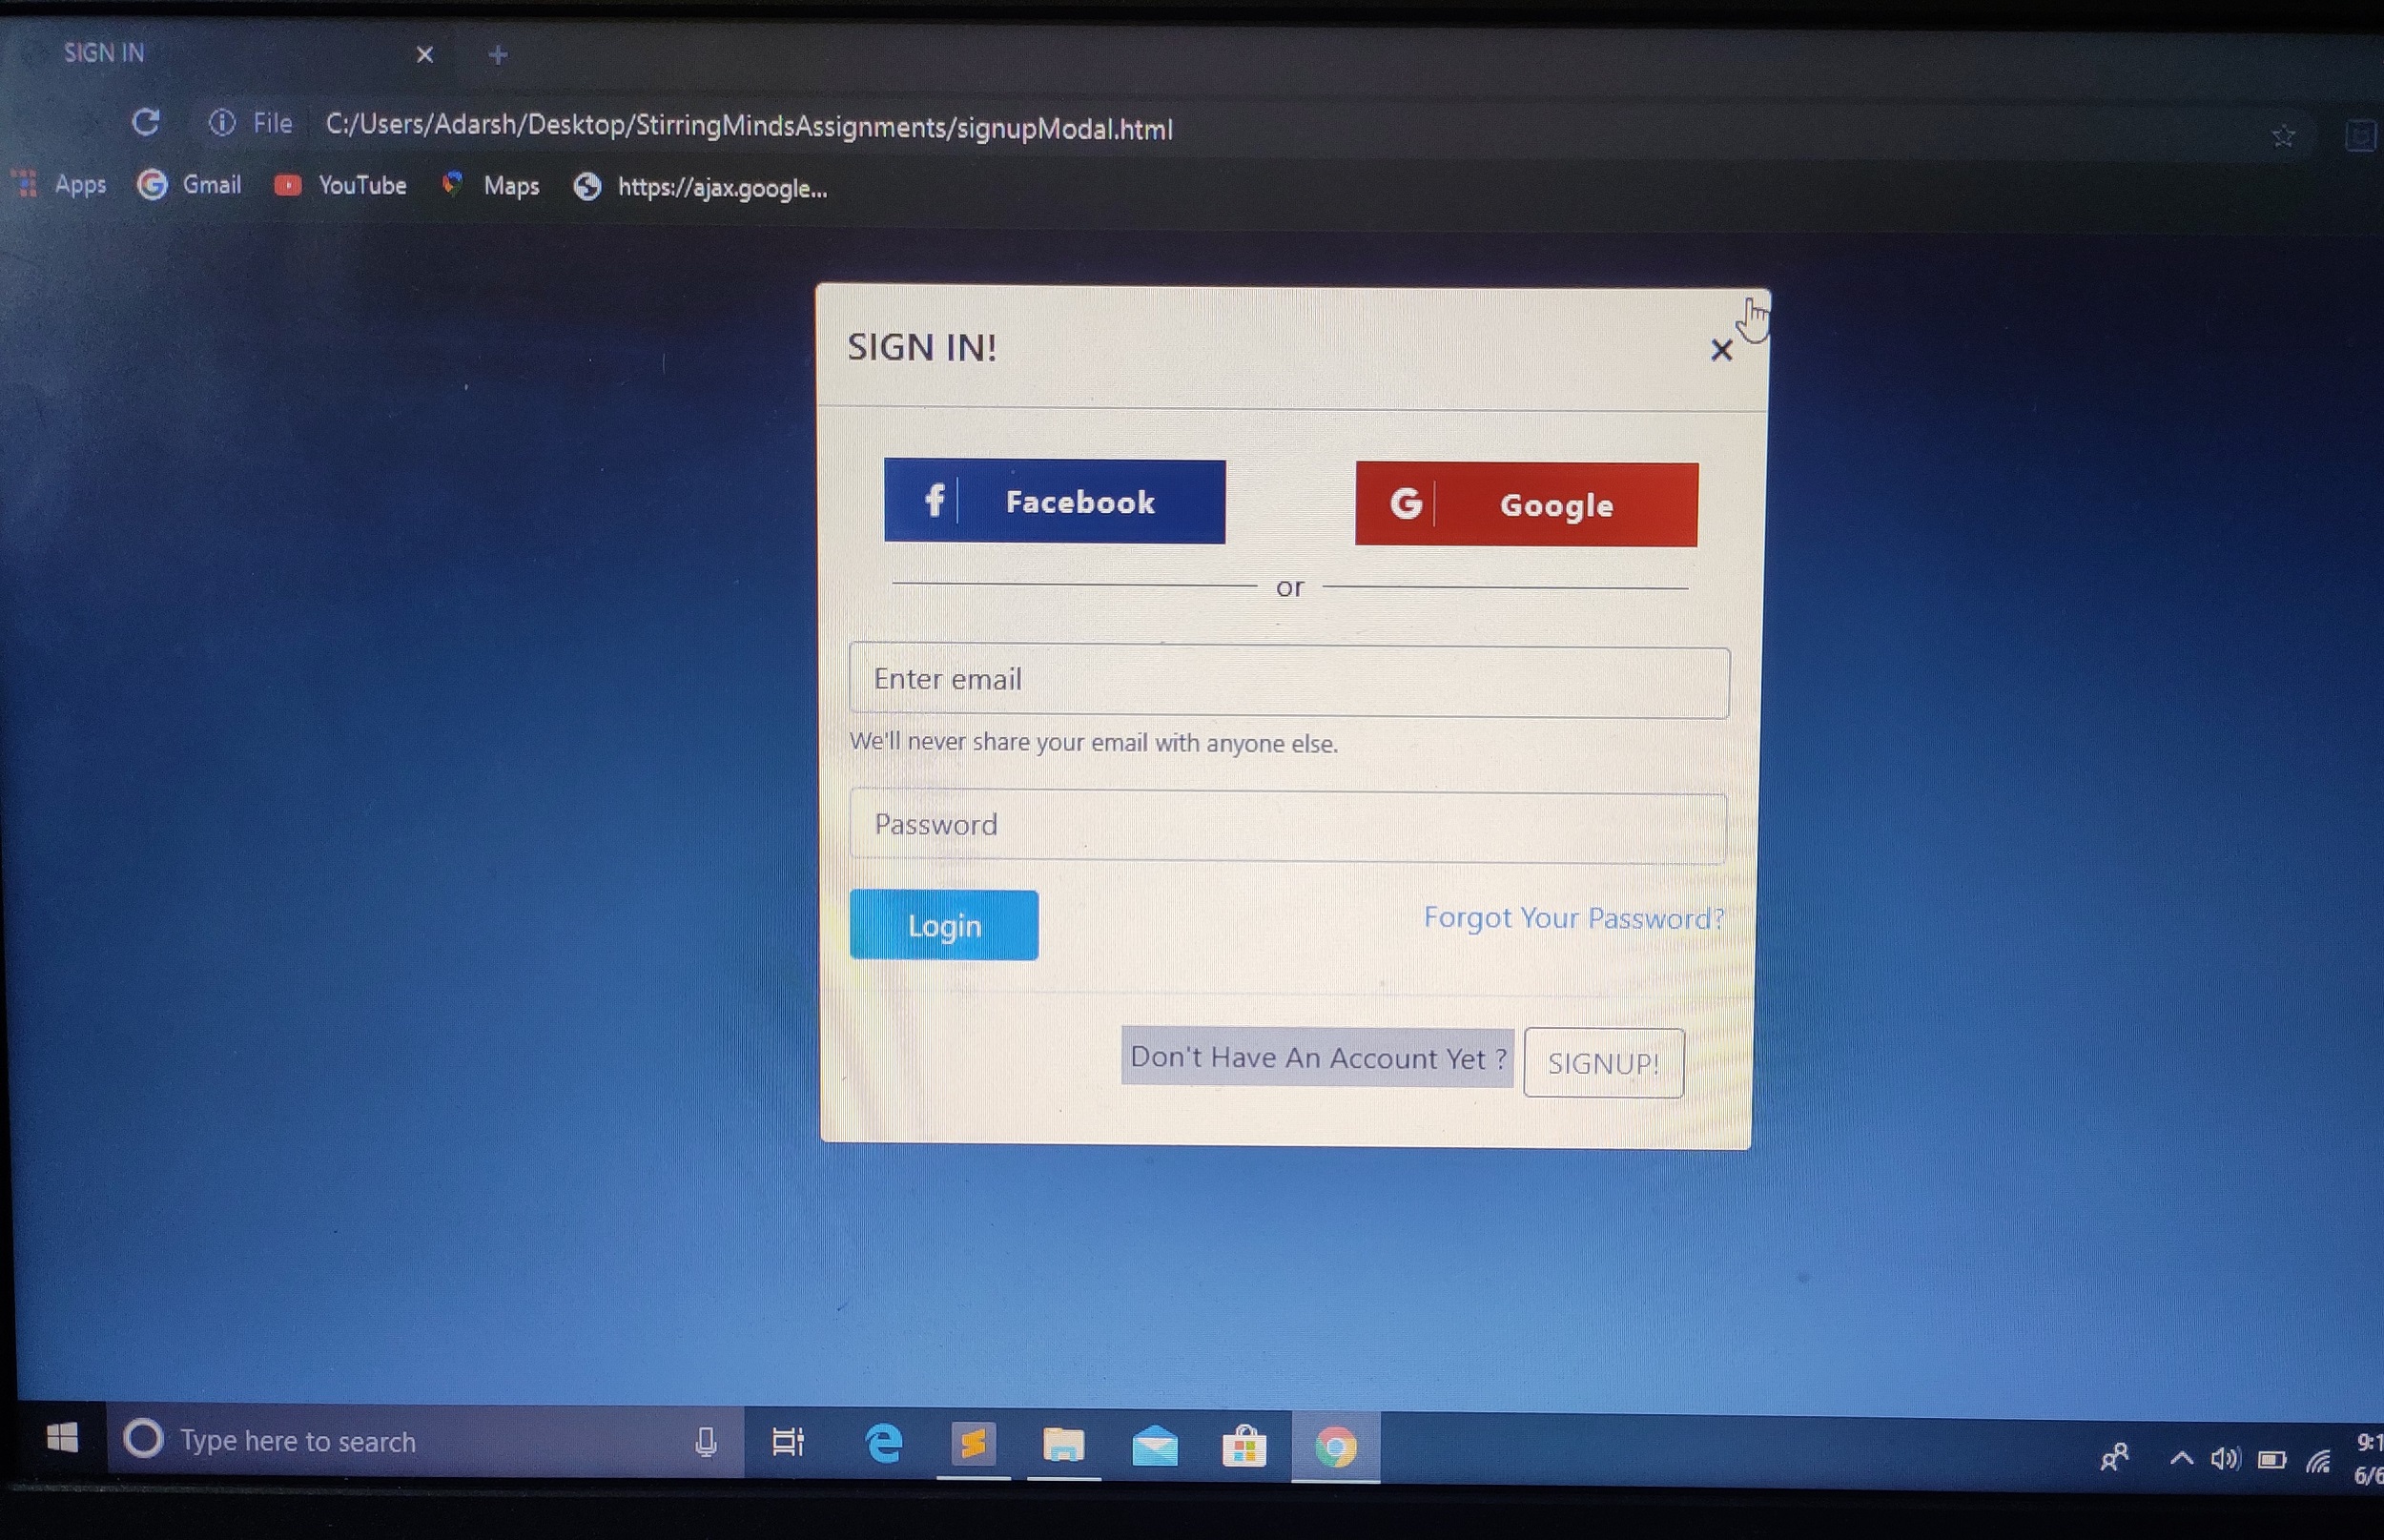 SIGN IN
File C:/Users/Adarsh/Desktop/StirringMindsAssignments/signupModal.html
Apps Gmail YouTube Maps https://ajax.google...
SIGN IN!
Facebook Google
or
Enter email
We'll never share your email with anyone else.
Password
Login Forgot Your Password?
Don't Have An Account Yet ? SIGNUP!
Type here to search
9:1
6/6